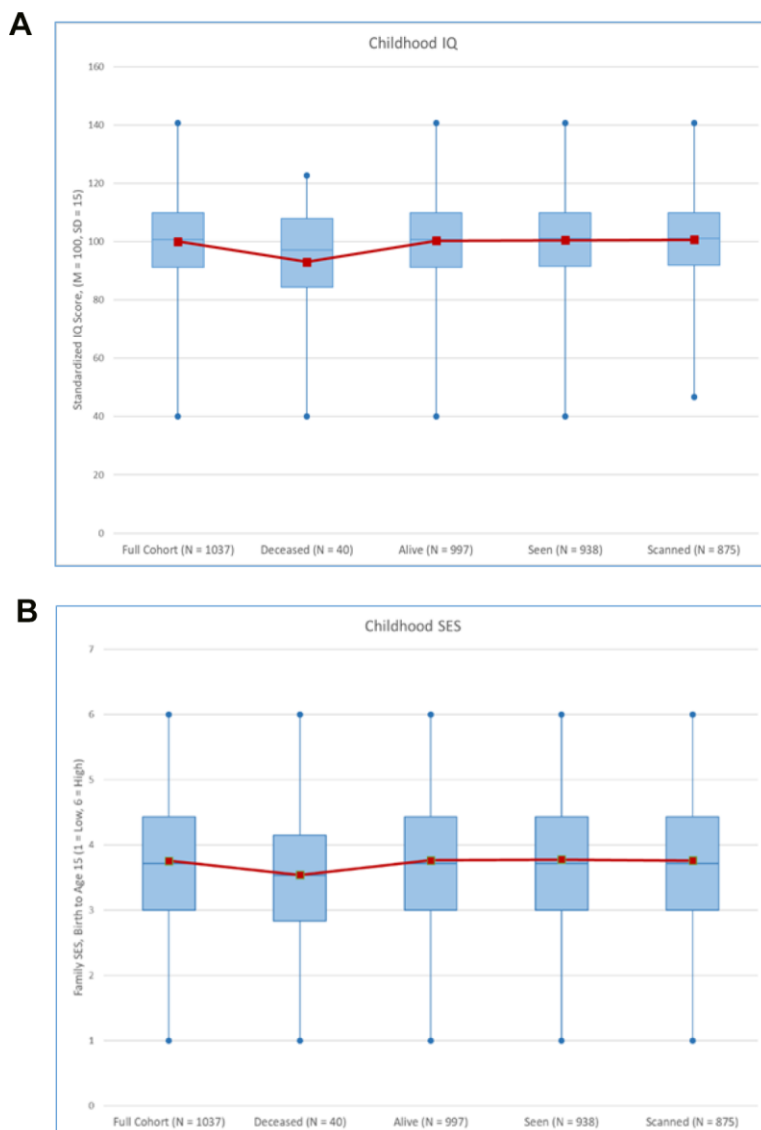 A
Childhood IQ
Standardized IQ Score, (M = 100, SD = 15)
160
140
120
100
80
60
40
20
0
Full Cohort (N = 1037) Deceased (N = 40) Alive (N = 997) Seen (N = 938) Scanned (N = 875)
B
Childhood SES
Family SES, Birth to Age 15 (1 = Low, 6 = High)
7
6
5
4
3
2
1
0
Full Cohort (N = 1037) Deceased (N = 40) Alive (N = 997) Seen (N = 938) Scanned (N = 875)